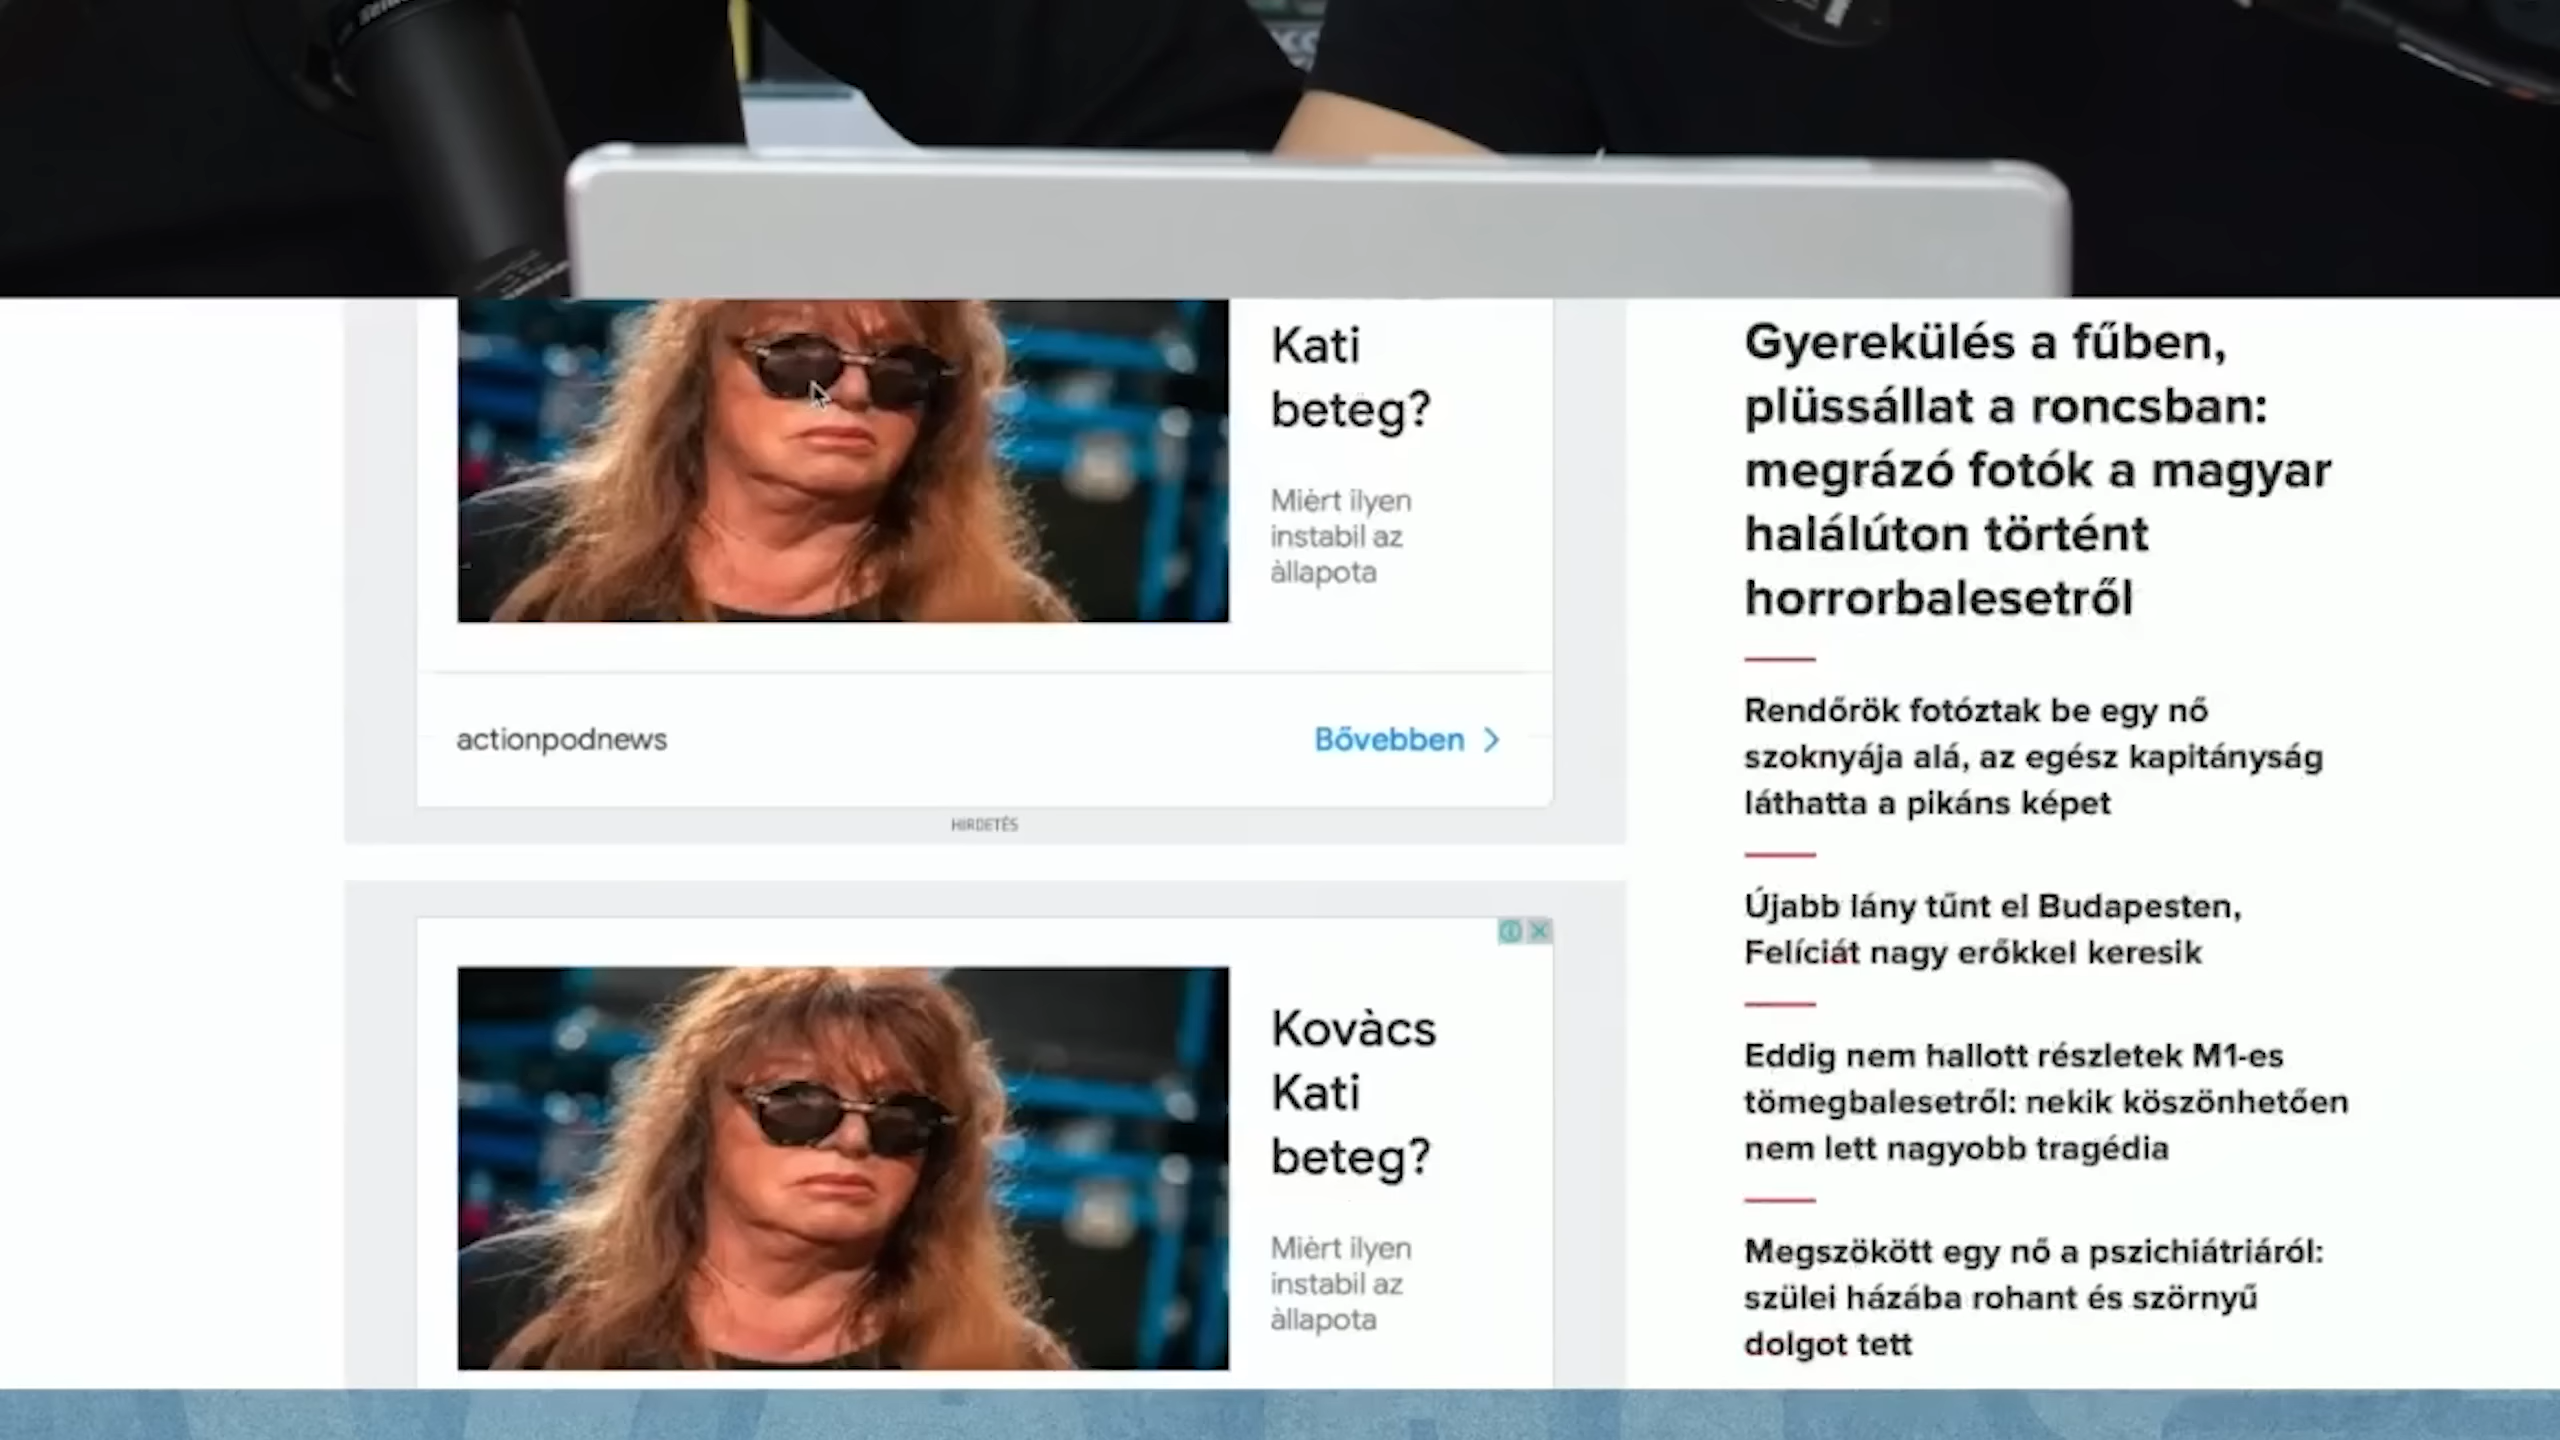 Kati
beteg?
Mièrt ilyen
instabil az
àllapota
actionpodnews
Bővebben
HIRDETÉS
Kovàcs
Kati
beteg?
Mièrt ilyen
instabil az
àllapota
Gyerekülés a fűben,
plüssállat a roncsban:
megrázó fotók a magyar
halálúton történt
horrorbalesetről
Rendőrök fotóztak be egy nő
szoknyája alá, az egész kapitányság
láthatta a pikáns képet
Újabb lány tűnt el Budapesten,
Felíciát nagy erőkkel keresik
Eddig nem hallott részletek M1-es
tömegbalesetről: nekik köszönhetően
nem lett nagyobb tragédia
Megszökött egy nő a pszichiátriáról:
szülei házába rohant és szörnyű
dolgot tett